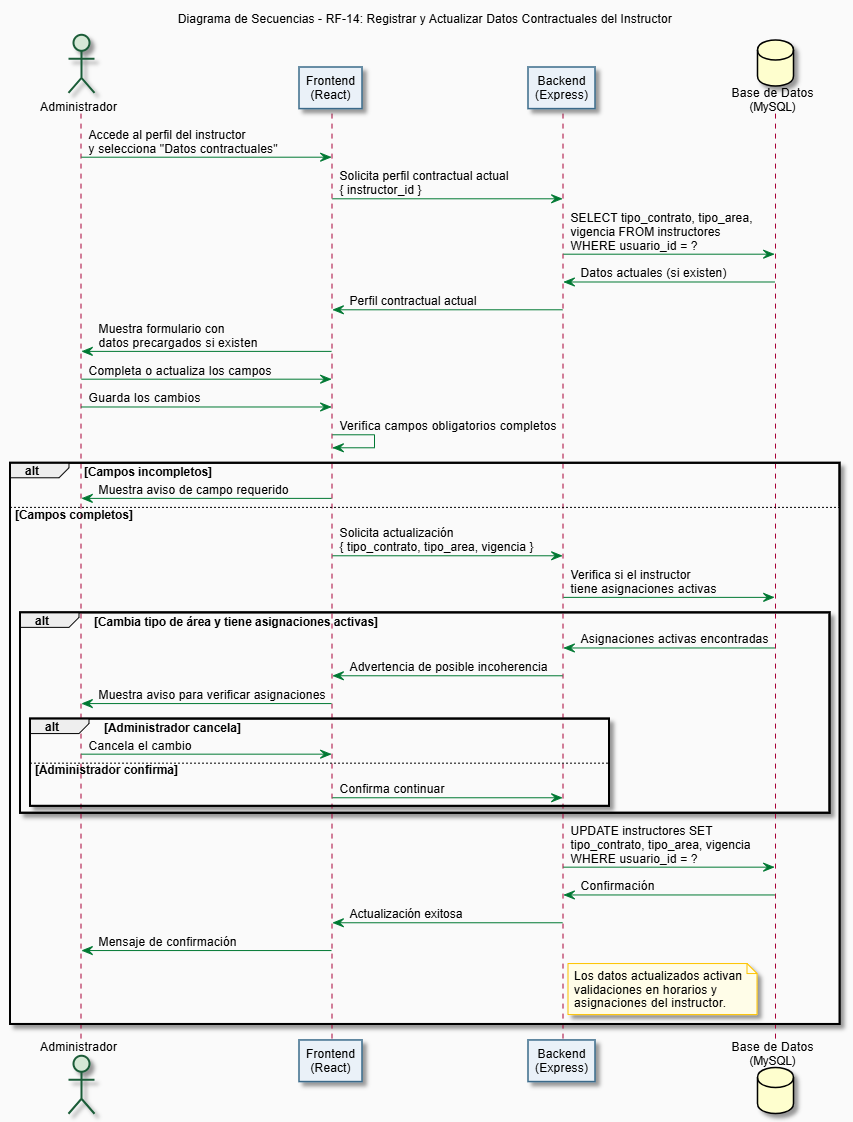 Diagrama de Secuencias - RF-14: Registrar y Actualizar Datos Contractuales del Instructor
Administrador
Frontend
(React)
Backend
(Express)
Base de Datos
(MySQL)
Accede al perfil del instructor
y selecciona "Datos contractuales"
Solicita perfil contractual actual
{ instructor_id }
SELECT tipo_contrato, tipo_area,
vigencia FROM instructores
WHERE usuario_id = ?
Datos actuales (si existen)
Perfil contractual actual
Muestra formulario con
datos precargados si existen
Completa o actualiza los campos
Guarda los cambios
Verifica campos obligatorios completos
alt
[Campos incompletos]
Muestra aviso de campo requerido
[Campos completos]
Solicita actualización
{ tipo_contrato, tipo_area, vigencia }
Verifica si el instructor
tiene asignaciones activas
alt
[Cambia tipo de área y tiene asignaciones activas]
Asignaciones activas encontradas
Advertencia de posible incoherencia
Muestra aviso para verificar asignaciones
alt
[Administrador cancela]
Cancela el cambio
[Administrador confirma]
Confirma continuar
UPDATE instructores SET
tipo_contrato, tipo_area, vigencia
WHERE usuario_id = ?
Confirmación
Actualización exitosa
Mensaje de confirmación
Los datos actualizados activan
validaciones en horarios y
asignaciones del instructor.
Administrador
Frontend
(React)
Backend
(Express)
Base de Datos
(MySQL)